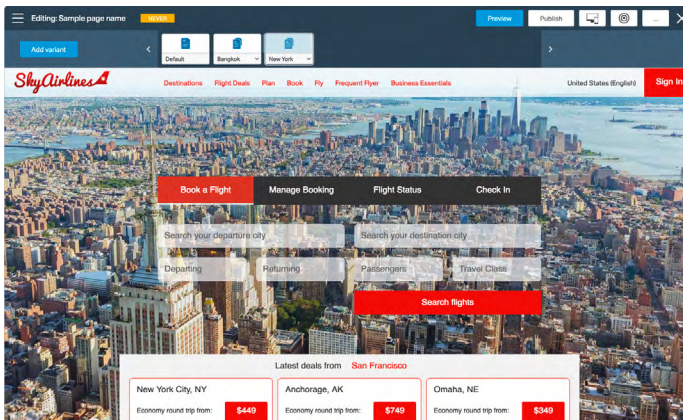 Editing: Sample page name NEVER Preview Publish ...
Add variant Default Bangkok New York
SkyAirlines Destinations Flight Deals Plan Book Fly Frequent Flyer Business Essentials United States (English) Sign In
Book a Flight Manage Booking Flight Status Check In
Search your departure city Search your destination city
Departing Returning Passengers Travel Class
Search flights
Latest deals from San Francisco
New York City, NY Anchorage, AK Omaha, NE
Economy round trip from: $449 Economy round trip from: $749 Economy round trip from: $349